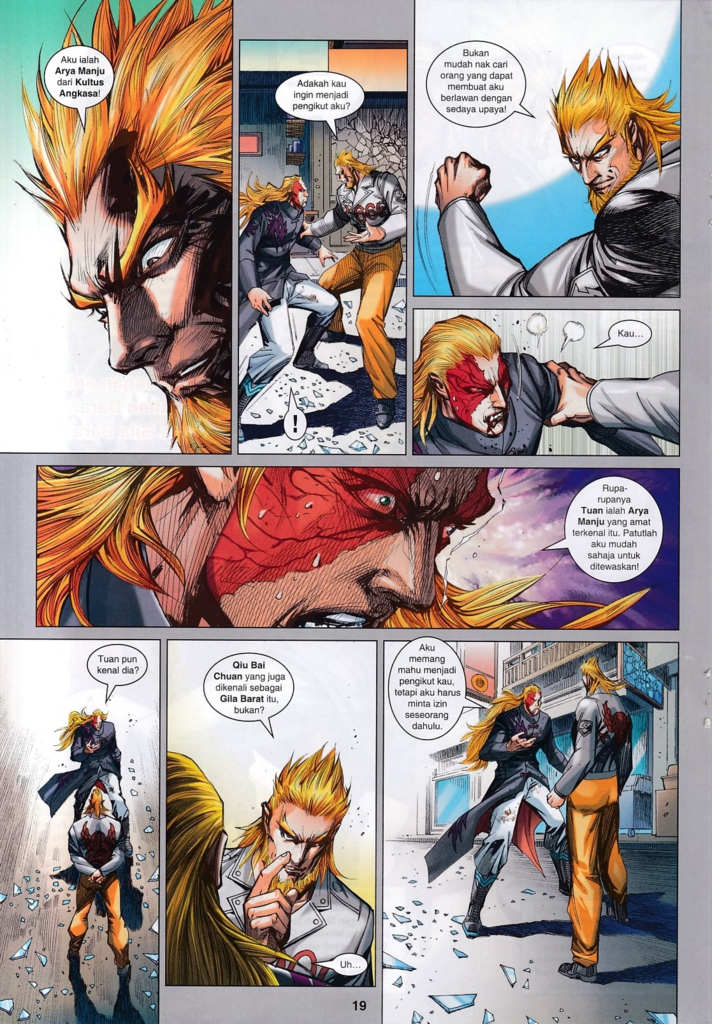 Aku ialah
Arya Manju
dari Kultus
Angkasa!
Adakah kau
ingin menjadi
pengikut aku?
!
Bukan
mudah nak cari
orang yang dapat
membuat aku
berlawan dengan
sedaya upaya!
Kau...
Rupa-
rupanya
Tuan ialah Arya
Manju yang amat
terkenal itu. Patutlah
aku mudah
sahaja untuk
ditewaskan!
Tuan pun
kenal dia?
Qiu Bai
Chuan yang juga
dikenali sebagai
Gila Barat itu,
bukan?
Uh...
Aku
memang
mahu menjadi
pengikut kau,
tetapi aku harus
minta izin
seseorang
dahulu.
19